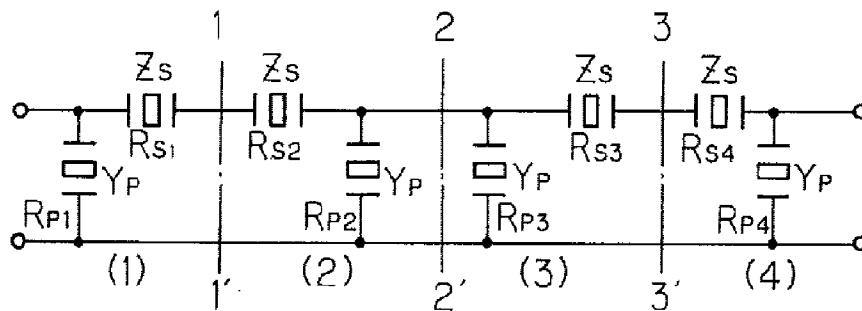 1 2 3
Zs Zs Zs Zs
Rs1 Rs2 Rs3 Rs4
YP YP YP YP
RP1 RP2 RP3 RP4
(1) (2) (3) (4)
1' 2' 3'